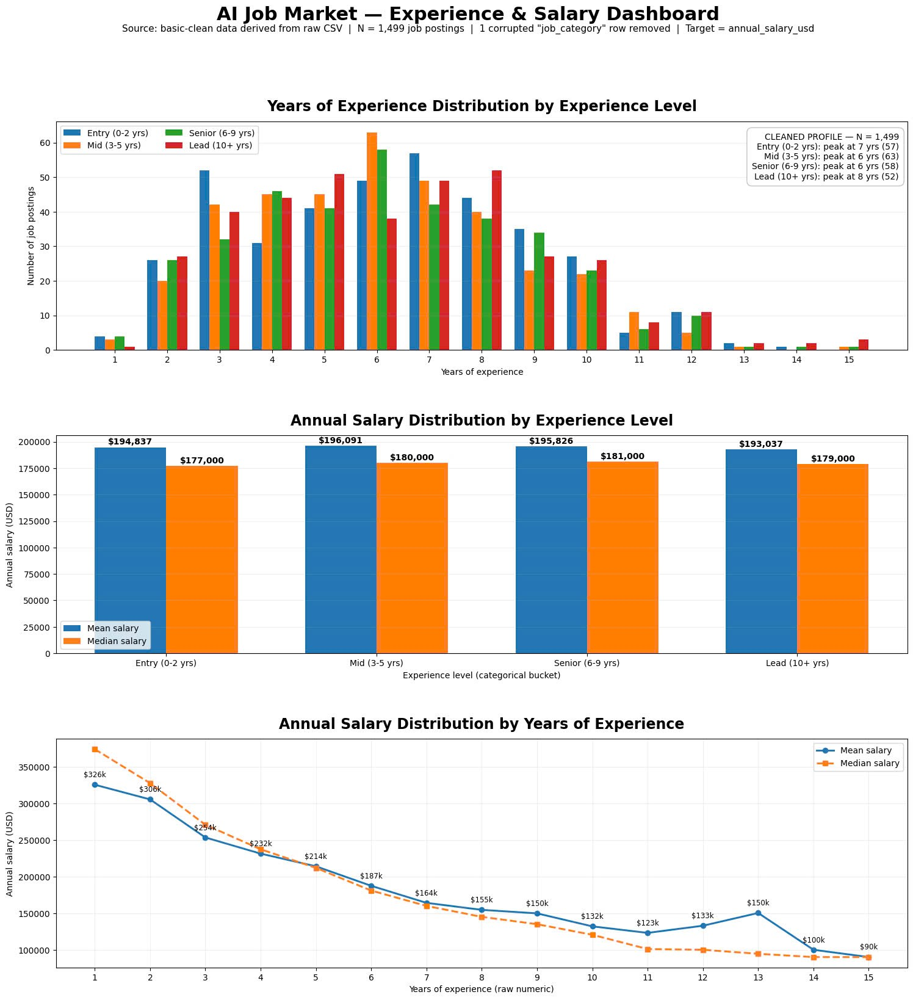 AI Job Market — Experience & Salary Dashboard
Source: basic-clean data derived from raw CSV | N = 1,499 job postings | 1 corrupted "job_category" row removed | Target = annual_salary_usd
Years of Experience Distribution by Experience Level
Entry (0-2 yrs)
Mid (3-5 yrs)
Senior (6-9 yrs)
Lead (10+ yrs)
CLEANED PROFILE — N = 1,499
Entry (0-2 yrs): peak at 7 yrs (57)
Mid (3-5 yrs): peak at 6 yrs (63)
Senior (6-9 yrs): peak at 6 yrs (58)
Lead (10+ yrs): peak at 8 yrs (52)
Number of job postings
60
50
40
30
20
10
0
1 2 3 4 5 6 7 8 9 10 11 12 13 14 15
Years of experience
Annual Salary Distribution by Experience Level
Annual salary (USD)
200000
175000
150000
125000
100000
75000
50000
25000
0
$194,837
$177,000
$196,091
$180,000
$195,826
$181,000
$193,037
$179,000
Mean salary
Median salary
Entry (0-2 yrs)
Mid (3-5 yrs)
Senior (6-9 yrs)
Lead (10+ yrs)
Experience level (categorical bucket)
Annual Salary Distribution by Years of Experience
Mean salary
Median salary
Annual salary (USD)
350000
300000
250000
200000
150000
100000
$326k
$306k
$254k
$232k
$214k
$187k
$164k
$155k
$150k
$132k
$123k
$133k
$150k
$100k
$90k
1 2 3 4 5 6 7 8 9 10 11 12 13 14 15
Years of experience (raw numeric)